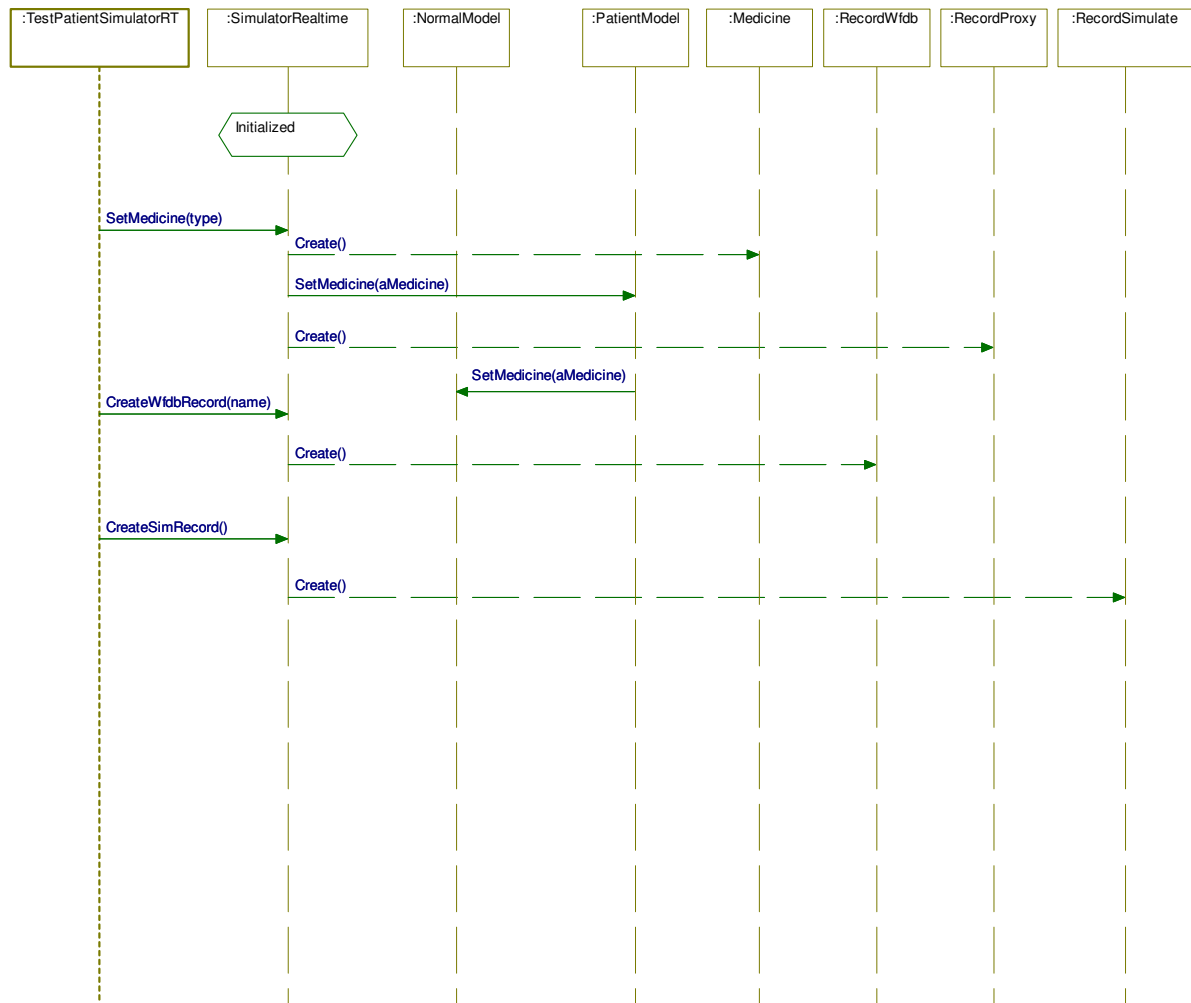 :TestPatientSimulatorRT
:SimulatorRealtime
:NormalModel
:PatientModel
:Medicine
:RecordWfdb
:RecordProxy
:RecordSimulate
Initialized
SetMedicine(type)
Create()
SetMedicine(aMedicine)
Create()
SetMedicine(aMedicine)
CreateWfdbRecord(name)
Create()
CreateSimRecord()
Create()